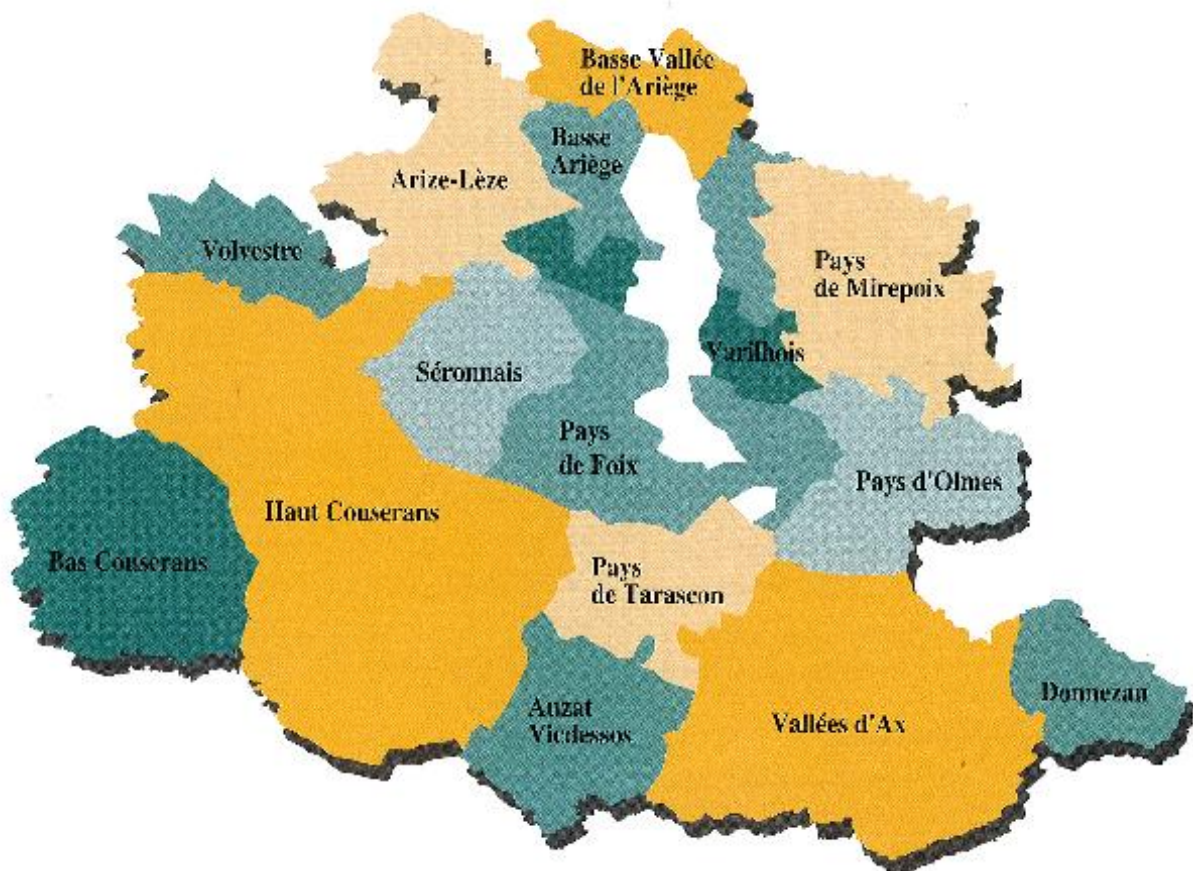 Basse Vallée
de l'Ariège
Basse
Ariège
Arize-Lèze
Volvestre
Pays
de Mirepoix
Varilhois
Séronnais
Pays
de Foix
Pays d'Olmes
Haut Couserans
Bas Couserans
Pays
de Tarascon
Auzat
Vicdessos
Vallées d'Ax
Donnezan